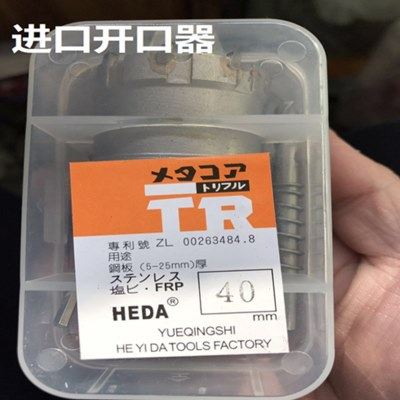 进口开口器
メタコア
トリプル
TR
專利號 ZL 00263484.8
用途
鋼板 (5-25mm)厚
ステンレス
塩ビ・FRP
HEDA®
40
mm
YUEQINGSHI
HE YI DA TOOLS FACTORY